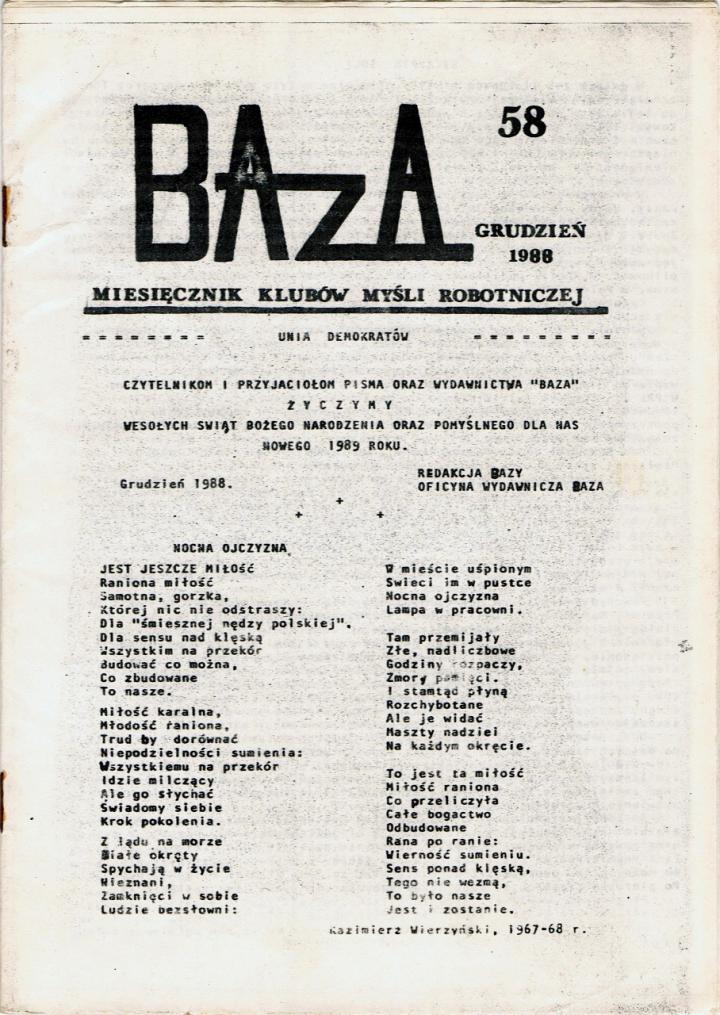 BAZA
58
GRUDZIEŃ
1988
MIESIĘCZNIK KLUBÓW MYŚLI ROBOTNICZEJ
= = = = = = = = UNIA DEMOKRATÓW = = = = = = = = =
CZYTELNIKOM I PRZYJACIOŁOM PISMA ORAZ WYDAWNICTWA "BAZA"
Ż Y C Z Y M Y
WESOŁYCH SWIĄT BOŻEGO NARODZENIA ORAZ POMYŚLNEGO DLA NAS
NOWEGO 1989 ROKU.
Grudzień 1988.
REDAKCJA BAZY
OFICYNA WYDAWNICZA BAZA
+
+ +
NOCNA OJCZYZNA
JEST JESZCZE MIŁOŚĆ
Raniona miłość
Samotna, gorzka,
Której nic nie odstraszy:
Dla "śmiesznej nędzy polskiej".
Dla sensu nad klęską
Wszystkim na przekór
Budować co można,
Co zbudowane
To nasze.
Miłość karalna,
Młodość raniona,
Trud by dorównać
Niepodzielności sumienia:
Wszystkiemu na przekór
Idzie milczący
Ale go słychać
Świadomy siebie
Krok pokolenia.
Z lądu na morze
Białe okręty
Spychają w życie
Nieznani,
Zamknięci w sobie
Ludzie bezsłowni:
W mieście uśpionym
Swieci im w pustce
Nocna ojczyzna
Lampa w pracowni.
Tam przemijały
Złe, nadliczbowe
Godziny rozpaczy,
Zmory pamięci.
I stamtąd płyną
Rozchybotane
Ale je widać
Maszty nadziei
Na każdym okręcie.
To jest ta miłość
Miłość raniona
Co przeliczyła
Całe bogactwo
Odbudowane
Rana po ranie:
Wierność sumieniu.
Sens ponad klęską,
Tego nie wezmą,
To było nasze
Jest i zostanie.
Kazimierz Wierzyński, 1967-68 r.